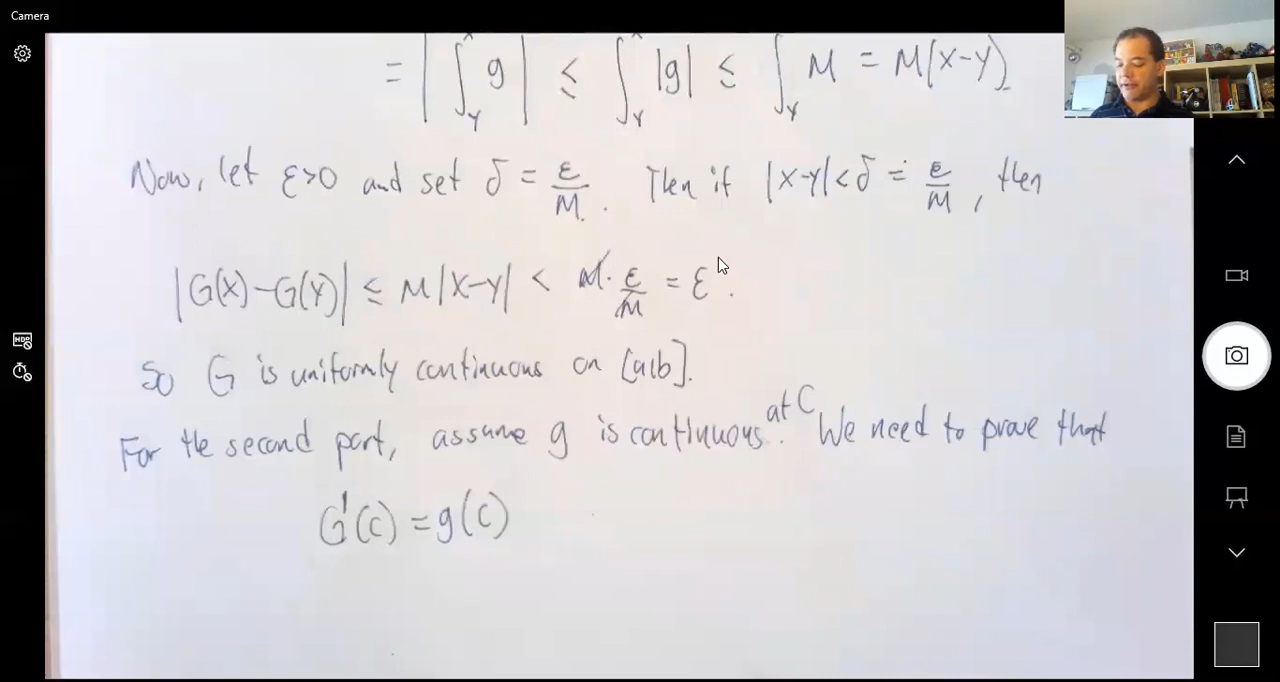 Camera
= | ∫_Y g | ≤ ∫_Y |g| ≤ ∫_Y M = M(X-Y).
Now, let ε>0 and set δ = ε/M. Then if |X-Y|<δ = ε/M, then
|G(X)-G(Y)| ≤ M|X-Y| < M·ε/M = ε.
So G is uniformly continuous on [a,b].
For the second part, assume g is continuous at C. We need to prove that
G'(C) = g(C)